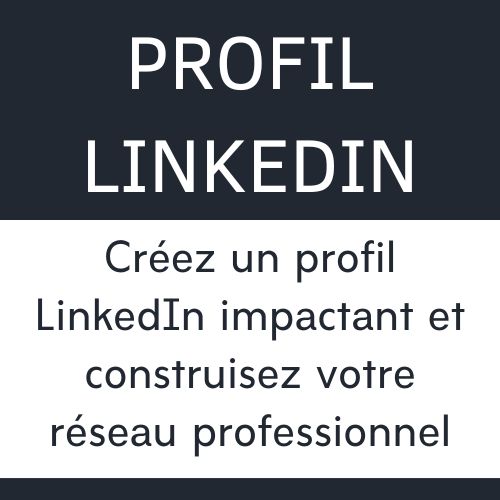 PROFIL
LINKEDIN
Créez un profil
LinkedIn impactant et
construisez votre
réseau professionnel